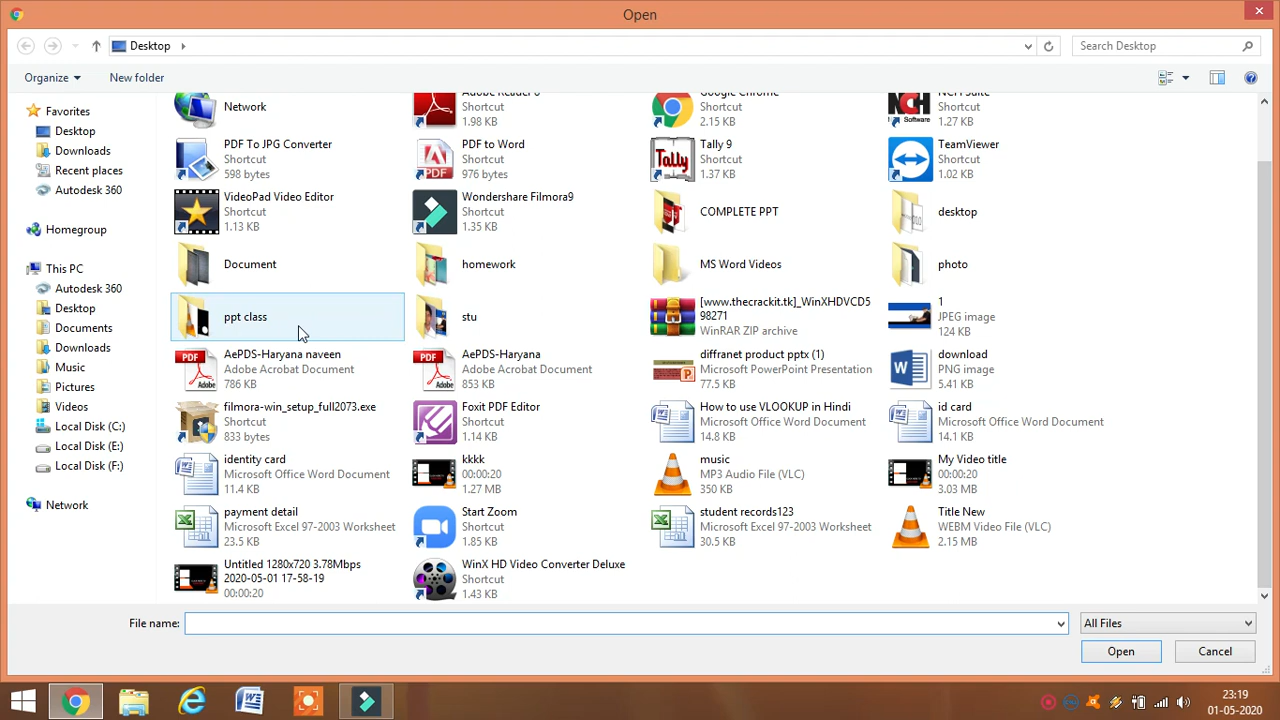 Open
Desktop
Search Desktop
Organize
New folder
Favorites
Desktop
Downloads
Recent places
Autodesk 360
Homegroup
This PC
Autodesk 360
Desktop
Documents
Downloads
Music
Pictures
Videos
Local Disk (C:)
Local Disk (E:)
Local Disk (F:)
Network
Network
Adobe Reader 8
Shortcut
1.98 KB
Google Chrome
Shortcut
2.15 KB
NCH Suite
Shortcut
1.27 KB
PDF To JPG Converter
Shortcut
598 bytes
PDF to Word
Shortcut
976 bytes
Tally 9
Shortcut
1.37 KB
TeamViewer
Shortcut
1.02 KB
VideoPad Video Editor
Shortcut
1.13 KB
Wondershare Filmora9
Shortcut
1.35 KB
COMPLETE PPT
desktop
Document
homework
MS Word Videos
photo
ppt class
stu
[www.thecrackit.tk]_WinXHDVCD5
98271
WinRAR ZIP archive
1
JPEG image
124 KB
AePDS-Haryana naveen
Adobe Acrobat Document
786 KB
AePDS-Haryana
Adobe Acrobat Document
853 KB
diffranet product pptx (1)
Microsoft PowerPoint Presentation
77.5 KB
download
PNG image
5.41 KB
filmora-win_setup_full2073.exe
Shortcut
833 bytes
Foxit PDF Editor
Shortcut
1.14 KB
How to use VLOOKUP in Hindi
Microsoft Office Word Document
14.8 KB
id card
Microsoft Office Word Document
14.1 KB
identity card
Microsoft Office Word Document
11.4 KB
kkkk
00:00:20
1.27 MB
music
MP3 Audio File (VLC)
350 KB
My Video title
00:00:20
3.03 MB
payment detail
Microsoft Excel 97-2003 Worksheet
23.5 KB
Start Zoom
Shortcut
1.85 KB
student records123
Microsoft Excel 97-2003 Worksheet
30.5 KB
Title New
WEBM Video File (VLC)
2.15 MB
Untitled 1280x720 3.78Mbps
2020-05-01 17-58-19
00:00:20
WinX HD Video Converter Deluxe
Shortcut
1.43 KB
File name:
All Files
Open
Cancel
23:19
01-05-2020